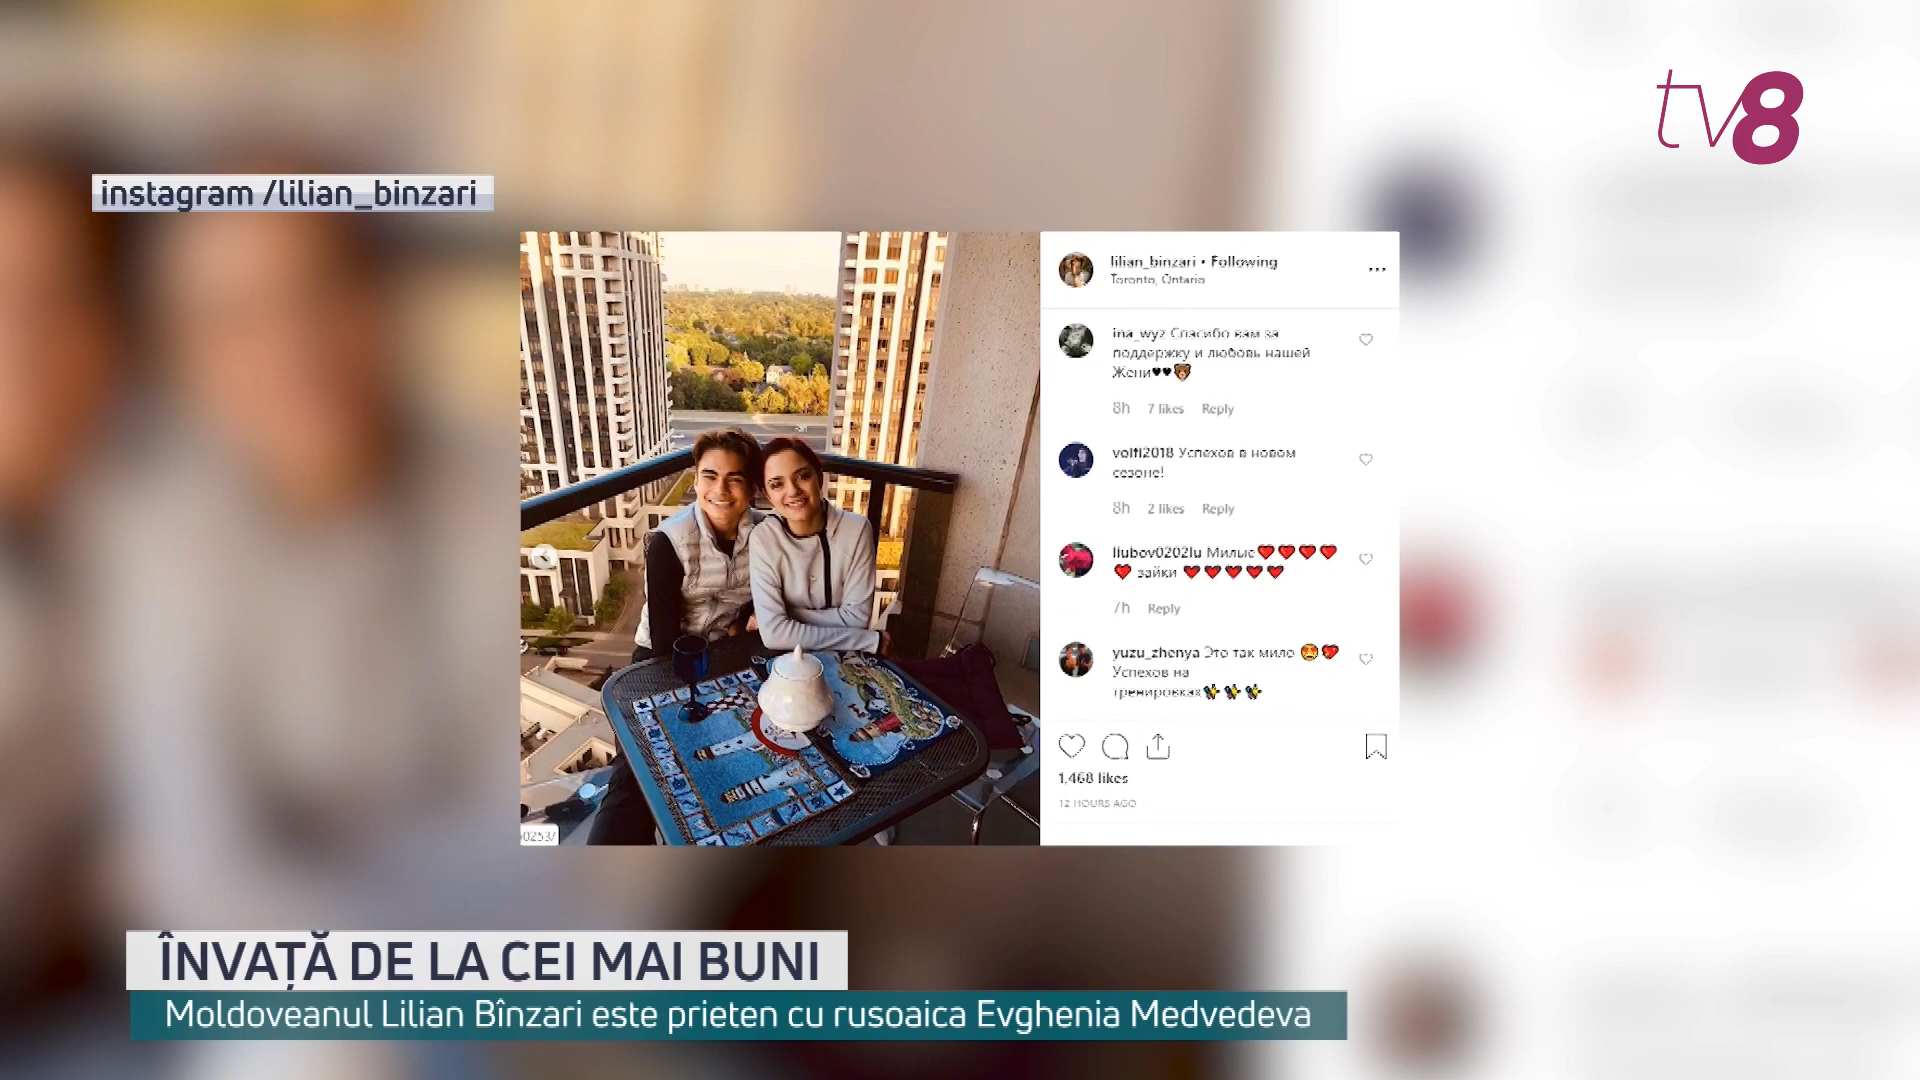 tv8
instagram /lilian_binzari
lilian_binzari • Following
Toronto, Ontario
ina_wyz Спасибо вам за
поддержку и любовь нашей
Жени♥♥🐻
8h 7 likes Reply
volfi2018 Успехов в новом
сезоне!
8h 2 likes Reply
liubov0202lu Милые❤❤❤❤
❤ зайки ❤❤❤❤❤
7h Reply
yuzu_zhenya Это так мило 😍❤
Успехов на
тренировках
1,468 likes
12 HOURS AGO
60253/
ÎNVAȚĂ DE LA CEI MAI BUNI
Moldoveanul Lilian Bînzari este prieten cu rusoaica Evghenia Medvedeva